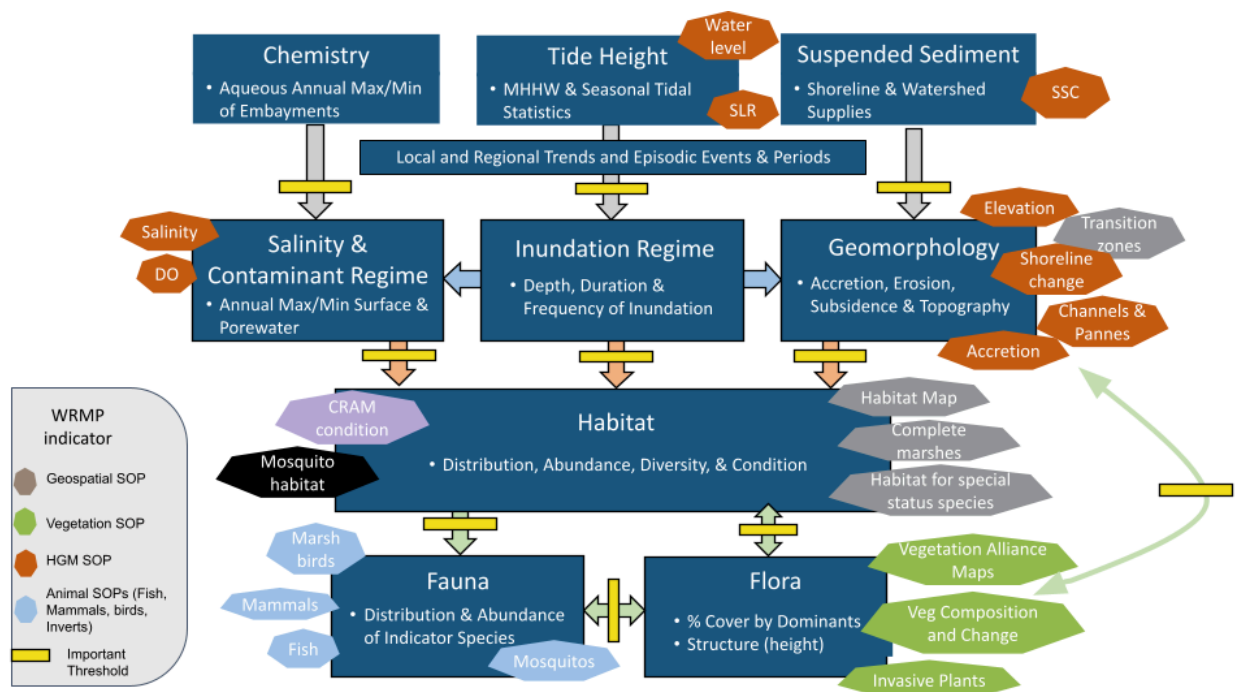 Chemistry
• Aqueous Annual Max/Min
of Embayments
Tide Height
• MHHW & Seasonal Tidal
Statistics
Water
level
SLR
Suspended Sediment
• Shoreline & Watershed
Supplies
SSC
Local and Regional Trends and Episodic Events & Periods
Salinity
DO
Salinity &
Contaminant Regime
• Annual Max/Min Surface &
Porewater
Inundation Regime
• Depth, Duration &
Frequency of Inundation
Geomorphology
• Accretion, Erosion,
Subsidence & Topography
Elevation
Transition
zones
Shoreline
change
Channels &
Pannes
Accretion
CRAM
condition
Mosquito
habitat
Habitat
• Distribution, Abundance, Diversity, & Condition
Habitat Map
Complete
marshes
Habitat for special
status species
Marsh
birds
Mammals
Fish
Fauna
• Distribution & Abundance
of Indicator Species
Mosquitos
Flora
• % Cover by Dominants
• Structure (height)
Vegetation Alliance
Maps
Veg Composition
and Change
Invasive Plants
WRMP
indicator
Geospatial SOP
Vegetation SOP
HGM SOP
Animal SOPs (Fish,
Mammals, birds,
Inverts)
Important
Threshold